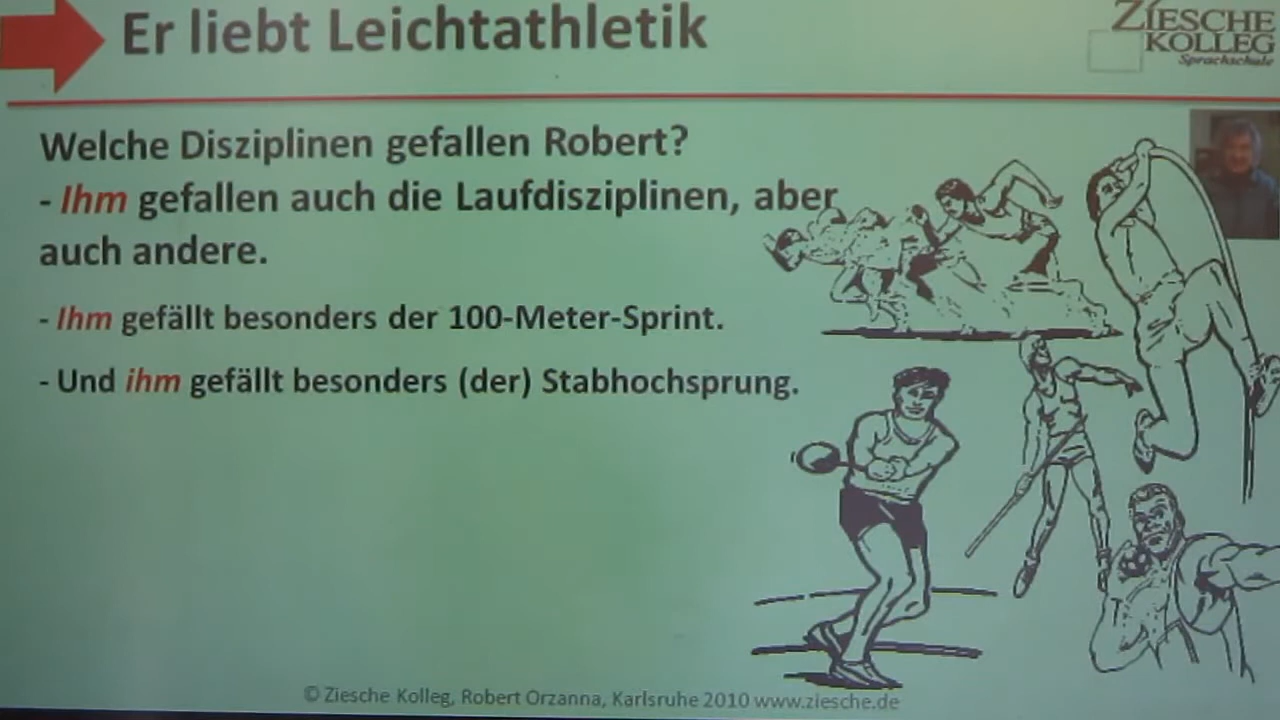 Er liebt Leichtathletik
ZIESCHE
KOLLEG
Sprachschule
Welche Disziplinen gefallen Robert?
- Ihm gefallen auch die Laufdisziplinen, aber
auch andere.
- Ihm gefällt besonders der 100-Meter-Sprint.
- Und ihm gefällt besonders (der) Stabhochsprung.
© Ziesche Kolleg, Robert Orzanna, Karlsruhe 2010 www.ziesche.de